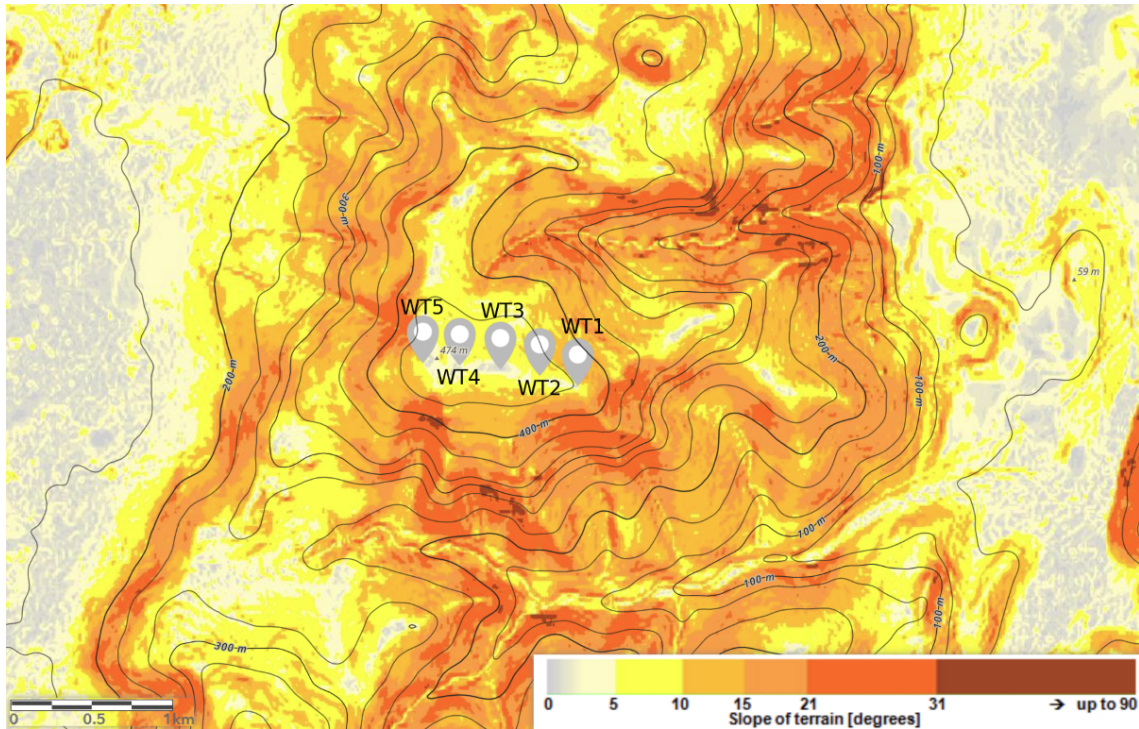 100 m
300 m
59 m
WT5
WT3
WT1
474 m
200 m
WT4
WT2
200 m
100 m
400 m
100 m
100 m
100 m
300 m
0 0.5 1km
0 5 10 15 21 31 → up to 90
Slope of terrain [degrees]